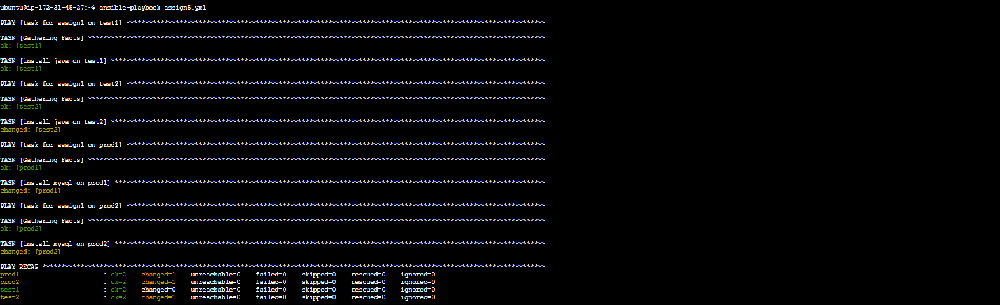 ubuntu@ip-172-31-45-27:~$ ansible-playbook assign5.yml
PLAY [task for assign1 on test1] **************************************************************************************************************
TASK [Gathering Facts] ************************************************************************************************************************
ok: [test1]
TASK [install java on test1] ******************************************************************************************************************
ok: [test1]
PLAY [task for assign1 on test2] **************************************************************************************************************
TASK [Gathering Facts] ************************************************************************************************************************
ok: [test2]
TASK [install java on test2] ******************************************************************************************************************
changed: [test2]
PLAY [task for assign1 on prod1] **************************************************************************************************************
TASK [Gathering Facts] ************************************************************************************************************************
ok: [prod1]
TASK [install mysql on prod1] *****************************************************************************************************************
changed: [prod1]
PLAY [task for assign1 on prod2] **************************************************************************************************************
TASK [Gathering Facts] ************************************************************************************************************************
ok: [prod2]
TASK [install mysql on prod2] *****************************************************************************************************************
changed: [prod2]
PLAY RECAP ************************************************************************************************************************************
prod1                      : ok=2    changed=1    unreachable=0    failed=0    skipped=0    rescued=0    ignored=0
prod2                      : ok=2    changed=1    unreachable=0    failed=0    skipped=0    rescued=0    ignored=0
test1                      : ok=2    changed=0    unreachable=0    failed=0    skipped=0    rescued=0    ignored=0
test2                      : ok=2    changed=1    unreachable=0    failed=0    skipped=0    rescued=0    ignored=0